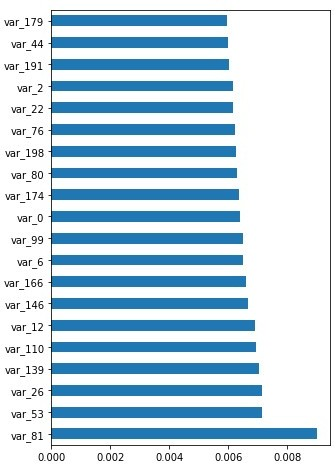 var_179
var_44
var_191
var_2
var_22
var_76
var_198
var_80
var_174
var_0
var_99
var_6
var_166
var_146
var_12
var_110
var_139
var_26
var_53
var_81
0.000 0.002 0.004 0.006 0.008